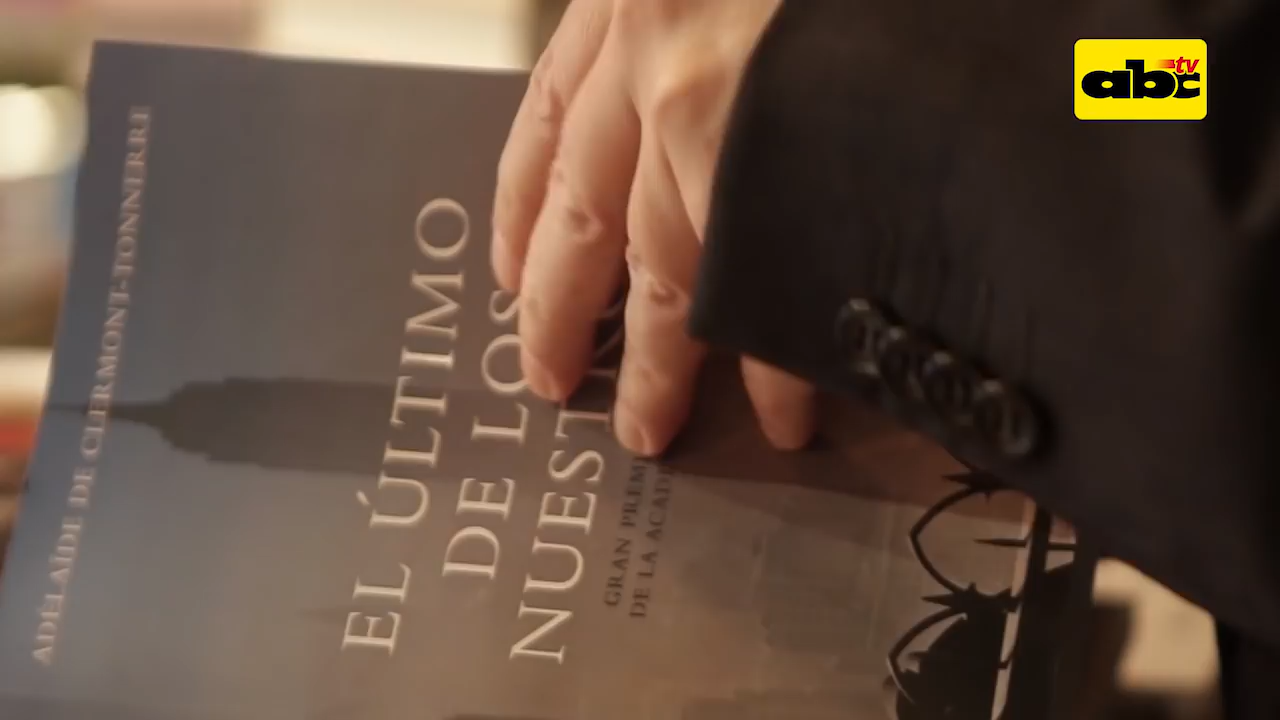 ADÉLAÏDE DE CLERMONT-TONNERRE
EL ÚLTIMO
DE LOS
NUEST
GRAN PREM
DE LA ACAD
abc tv